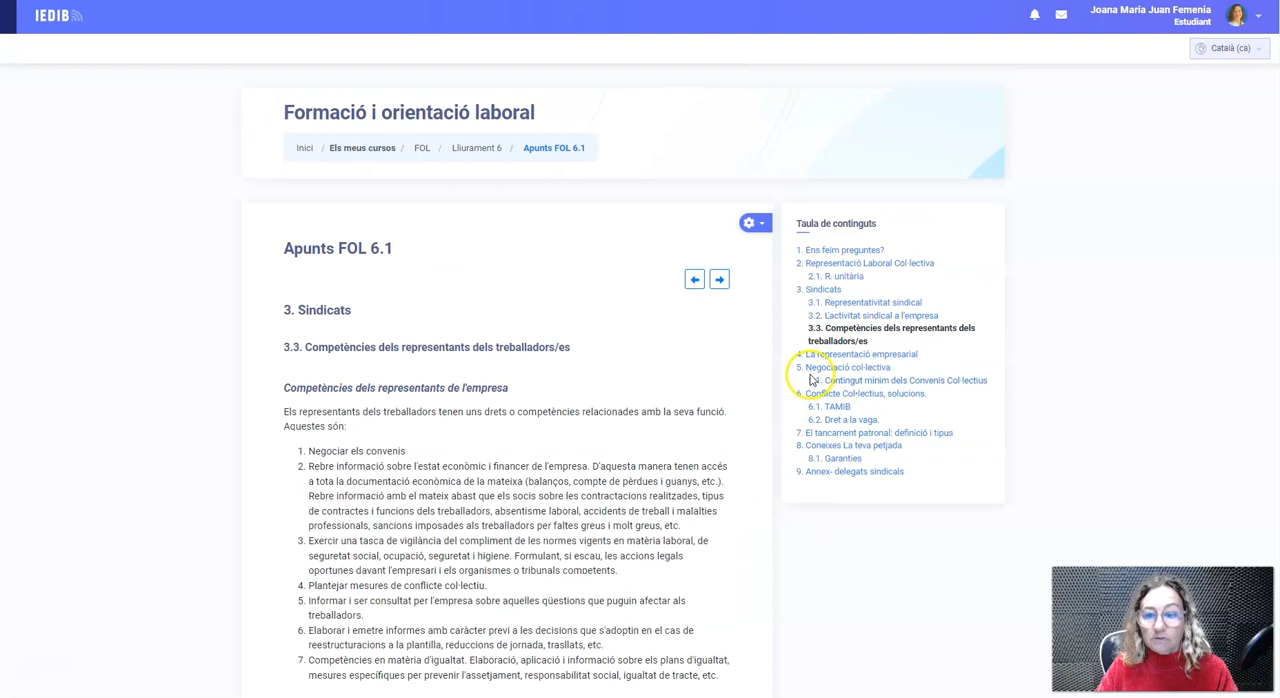 IEDIB
Joana Maria Juan Femenia
Estudiant
Català (ca)
Formació i orientació laboral
Inici / Els meus cursos / FOL / Lliurament 6 / Apunts FOL 6.1
Apunts FOL 6.1
3. Sindicats
3.3. Competències dels representants dels treballadors/es
Competències dels representants de l'empresa
Els representants dels treballadors tenen uns drets o competències relacionades amb la seva funció.
Aquestes són:
1. Negociar els convenis
2. Rebre informació sobre l'estat econòmic i financer de l'empresa. D'aquesta manera tenen accés
a tota la documentació econòmica de la mateixa (balanços, compte de pèrdues i guanys, etc.).
Rebre informació amb el mateix abast que els socis sobre les contractacions realitzades, tipus
de contractes i funcions dels treballadors, absentisme laboral, accidents de treball i malalties
professionals, sancions imposades als treballadors per faltes greus i molt greus, etc.
3. Exercir una tasca de vigilància del compliment de les normes vigents en matèria laboral, de
seguretat social, ocupació, seguretat i higiene. Formulant, si escau, les accions legals
oportunes davant l'empresari i els organismes o tribunals competents.
4. Plantejar mesures de conflicte col·lectiu.
5. Informar i ser consultat per l'empresa sobre aquelles qüestions que puguin afectar als
treballadors.
6. Elaborar i emetre informes amb caràcter previ a les decisions que s'adoptin en el cas de
reestructuracions a la plantilla, reduccions de jornada, trasllats, etc.
7. Competències en matèria d'igualtat. Elaboració, aplicació i informació sobre els plans d'igualtat,
mesures específiques per prevenir l'assetjament, responsabilitat social, igualtat de tracte, etc.
Taula de continguts
1. Ens feim preguntes?
2. Representació Laboral Col·lectiva
2.1. R. unitària
3. Sindicats
3.1. Representativitat sindical
3.2. L'activitat sindical a l'empresa
3.3. Competències dels representants dels
treballadors/es
4. La representació empresarial
5. Negociació col·lectiva
Contingut mínim dels Convenis Col·lectius
6. Conflicte Col•lectius, solucions.
6.1. TAMIB
6.2. Dret a la vaga.
7. El tancament patronal: definició i tipus
8. Coneixes La teva petjada
8.1. Garanties
9. Annex- delegats sindicals